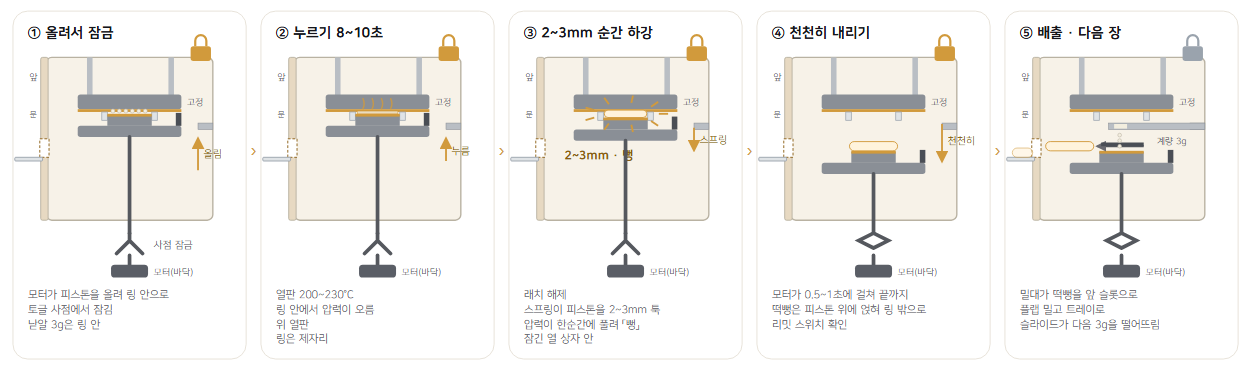 ① 올려서 잠금
앞
문
고정
올림
사점 잠금
모터(바닥)
모터가 피스톤을 올려 링 안으로
토글 사점에서 잠김
낟알 3g은 링 안
② 누르기 8~10초
앞
문
고정
누름
모터(바닥)
열판 200~230°C
링 안에서 압력이 오름
위 열판
링은 제자리
③ 2~3mm 순간 하강
앞
문
고정
스프링
2~3mm · 뻥
모터(바닥)
래치 해제
스프링이 피스톤을 2~3mm 툭
압력이 한순간에 풀려 「뻥」
잠긴 열 상자 안
④ 천천히 내리기
앞
문
고정
천천히
모터(바닥)
모터가 0.5~1초에 걸쳐 끝까지
떡뻥은 피스톤 위에 얹혀 링 밖으로
리밋 스위치 확인
⑤ 배출 · 다음 장
앞
문
계량 3g
모터(바닥)
밀대가 떡뻥을 앞 슬롯으로
플랩 밀고 트레이로
슬라이드가 다음 3g을 떨어뜨림